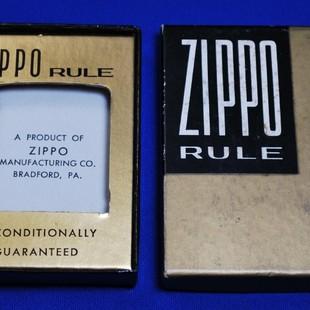 PPO RULE
A PRODUCT OF
ZIPPO
MANUFACTURING CO.
BRADFORD, PA.
CONDITIONALLY
GUARANTEED
ZIPPO
RULE